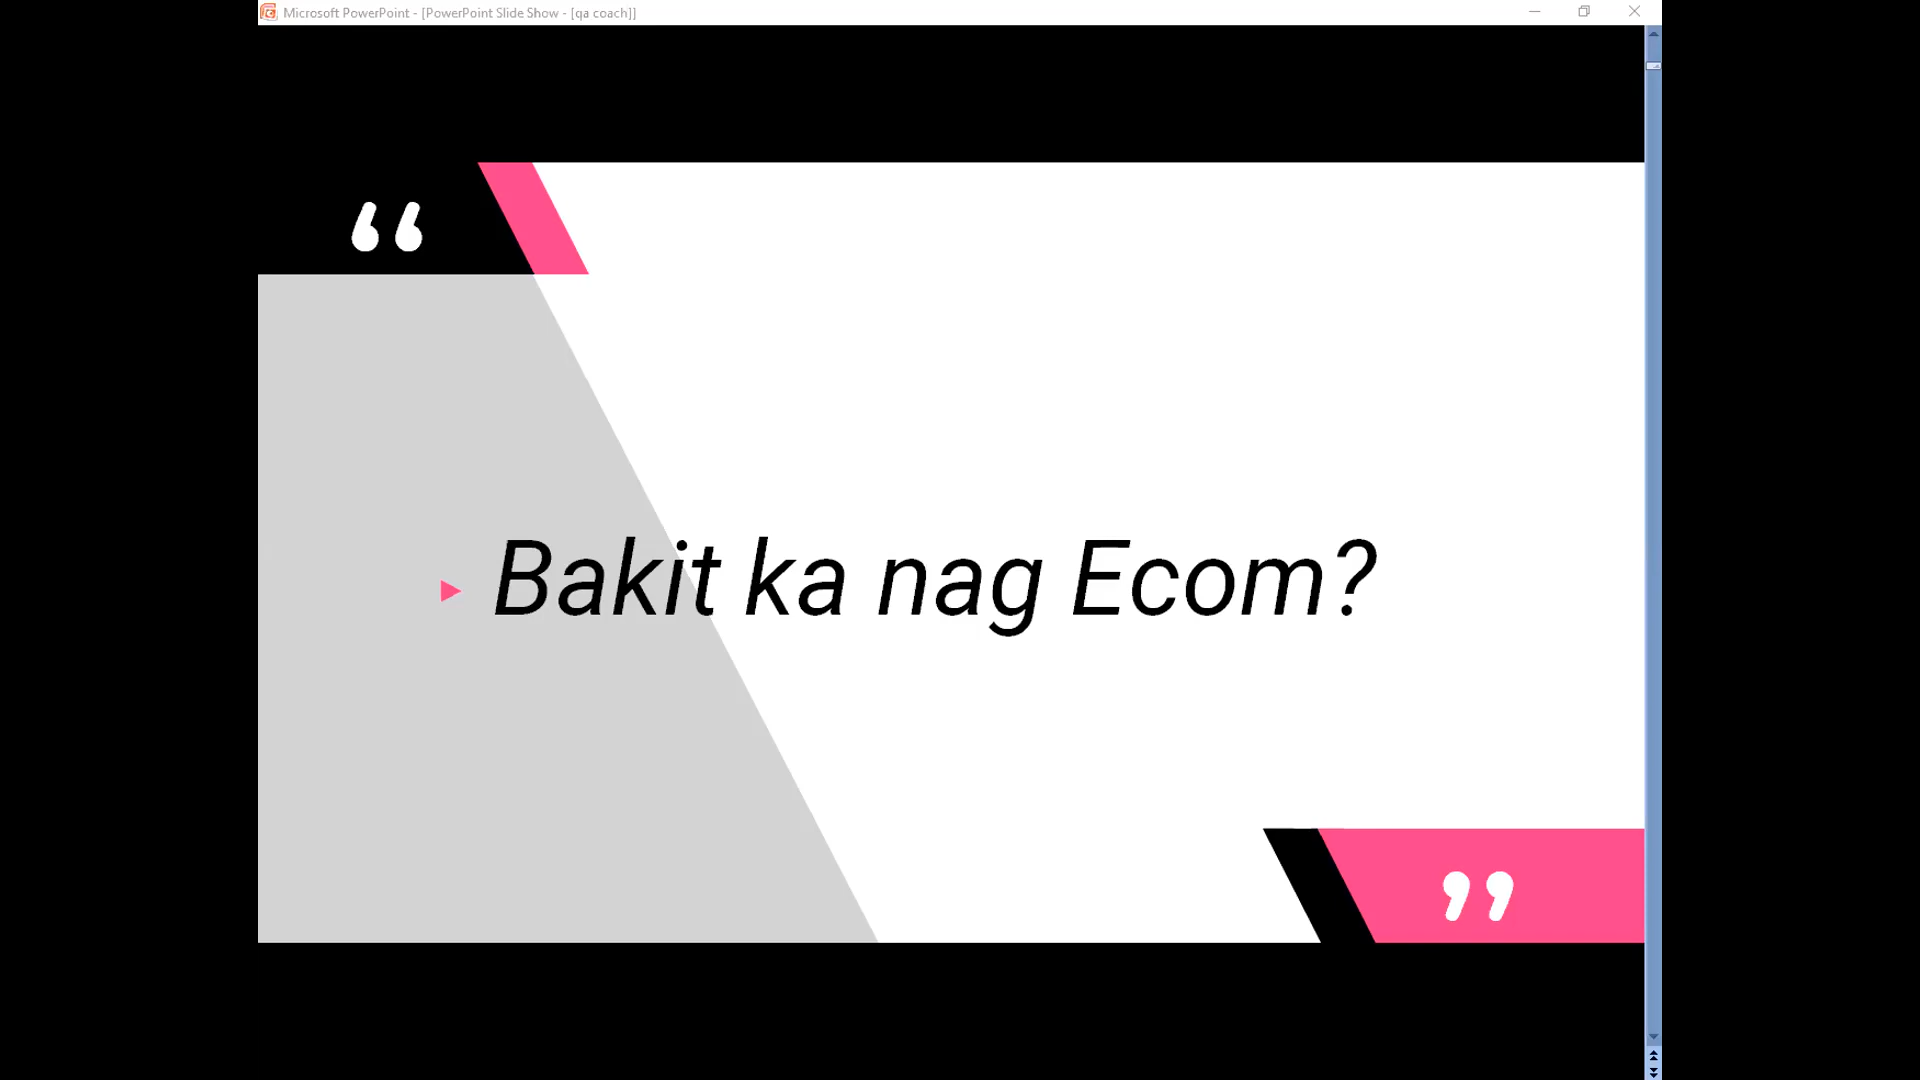 Microsoft PowerPoint - [PowerPoint Slide Show - [qa coach]]
“
Bakit ka nag Ecom?
”